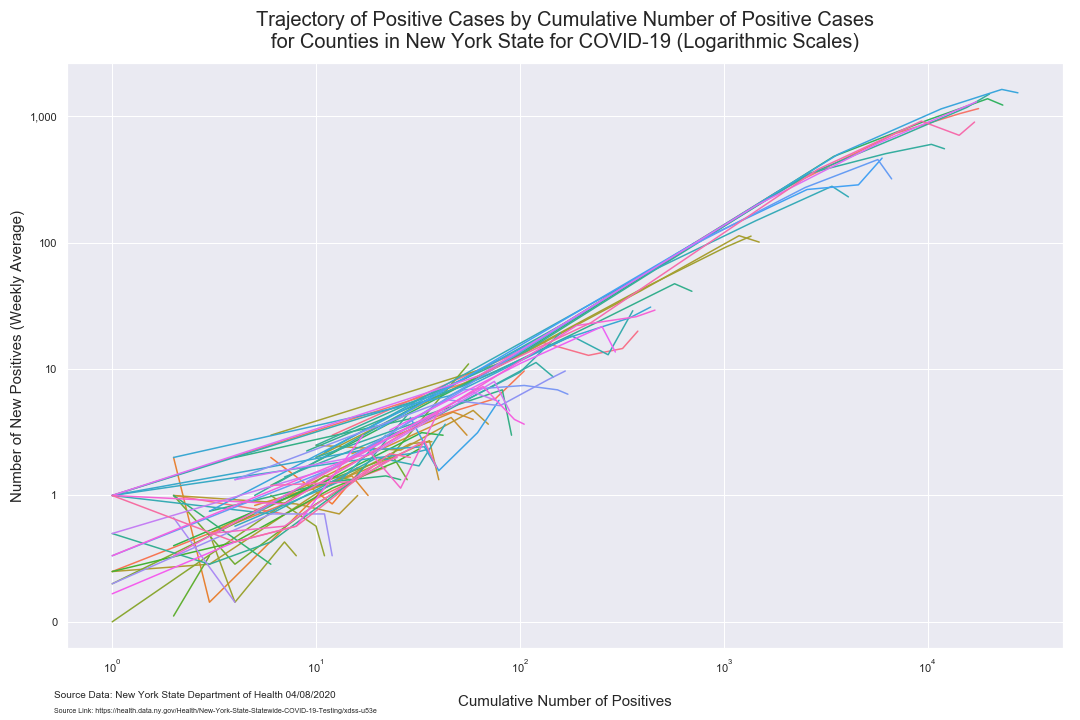 Trajectory of Positive Cases by Cumulative Number of Positive Cases
for Counties in New York State for COVID-19 (Logarithmic Scales)
Number of New Positives (Weekly Average)
1,000
100
10
1
0
10⁰
10¹
10²
10³
10⁴
Cumulative Number of Positives
Source Data: New York State Department of Health 04/08/2020
Source Link: https://health.data.ny.gov/Health/New-York-State-Statewide-COVID-19-Testing/xdss-u53e